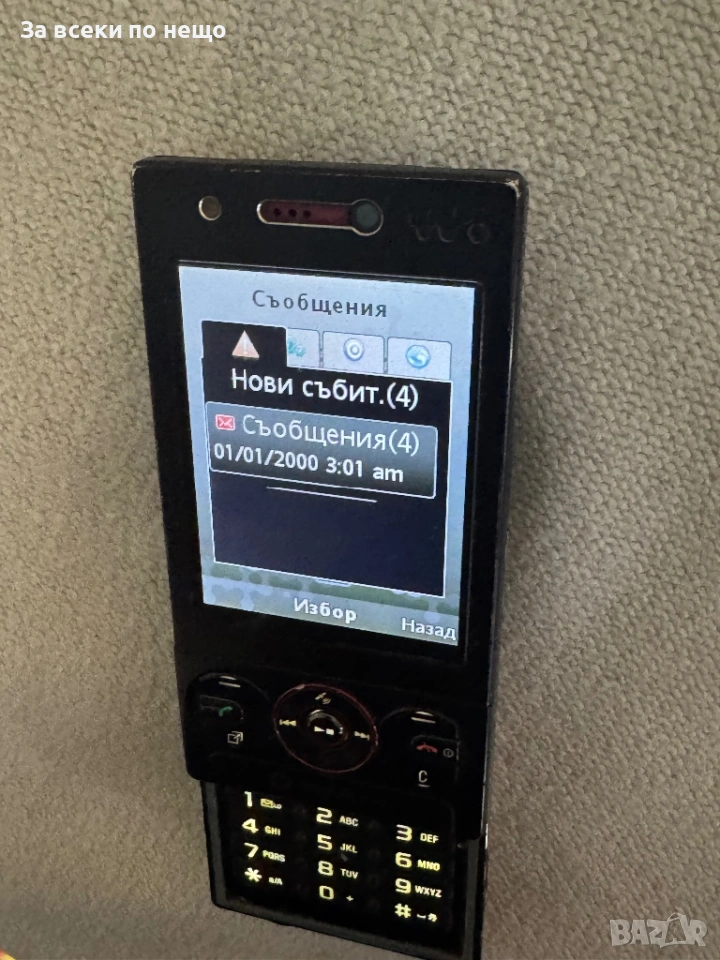 За всеки по нещо
Съобщения
Нови събит.(4)
Съобщения(4)
01/01/2000 3:01 am
Избор
Назад
C
1
2 ABC
3 DEF
4 GHI
5 JKL
6 MNO
7 PQRS
8 TUV
9 WXYZ
* a/A
0 +
#
BAZAR